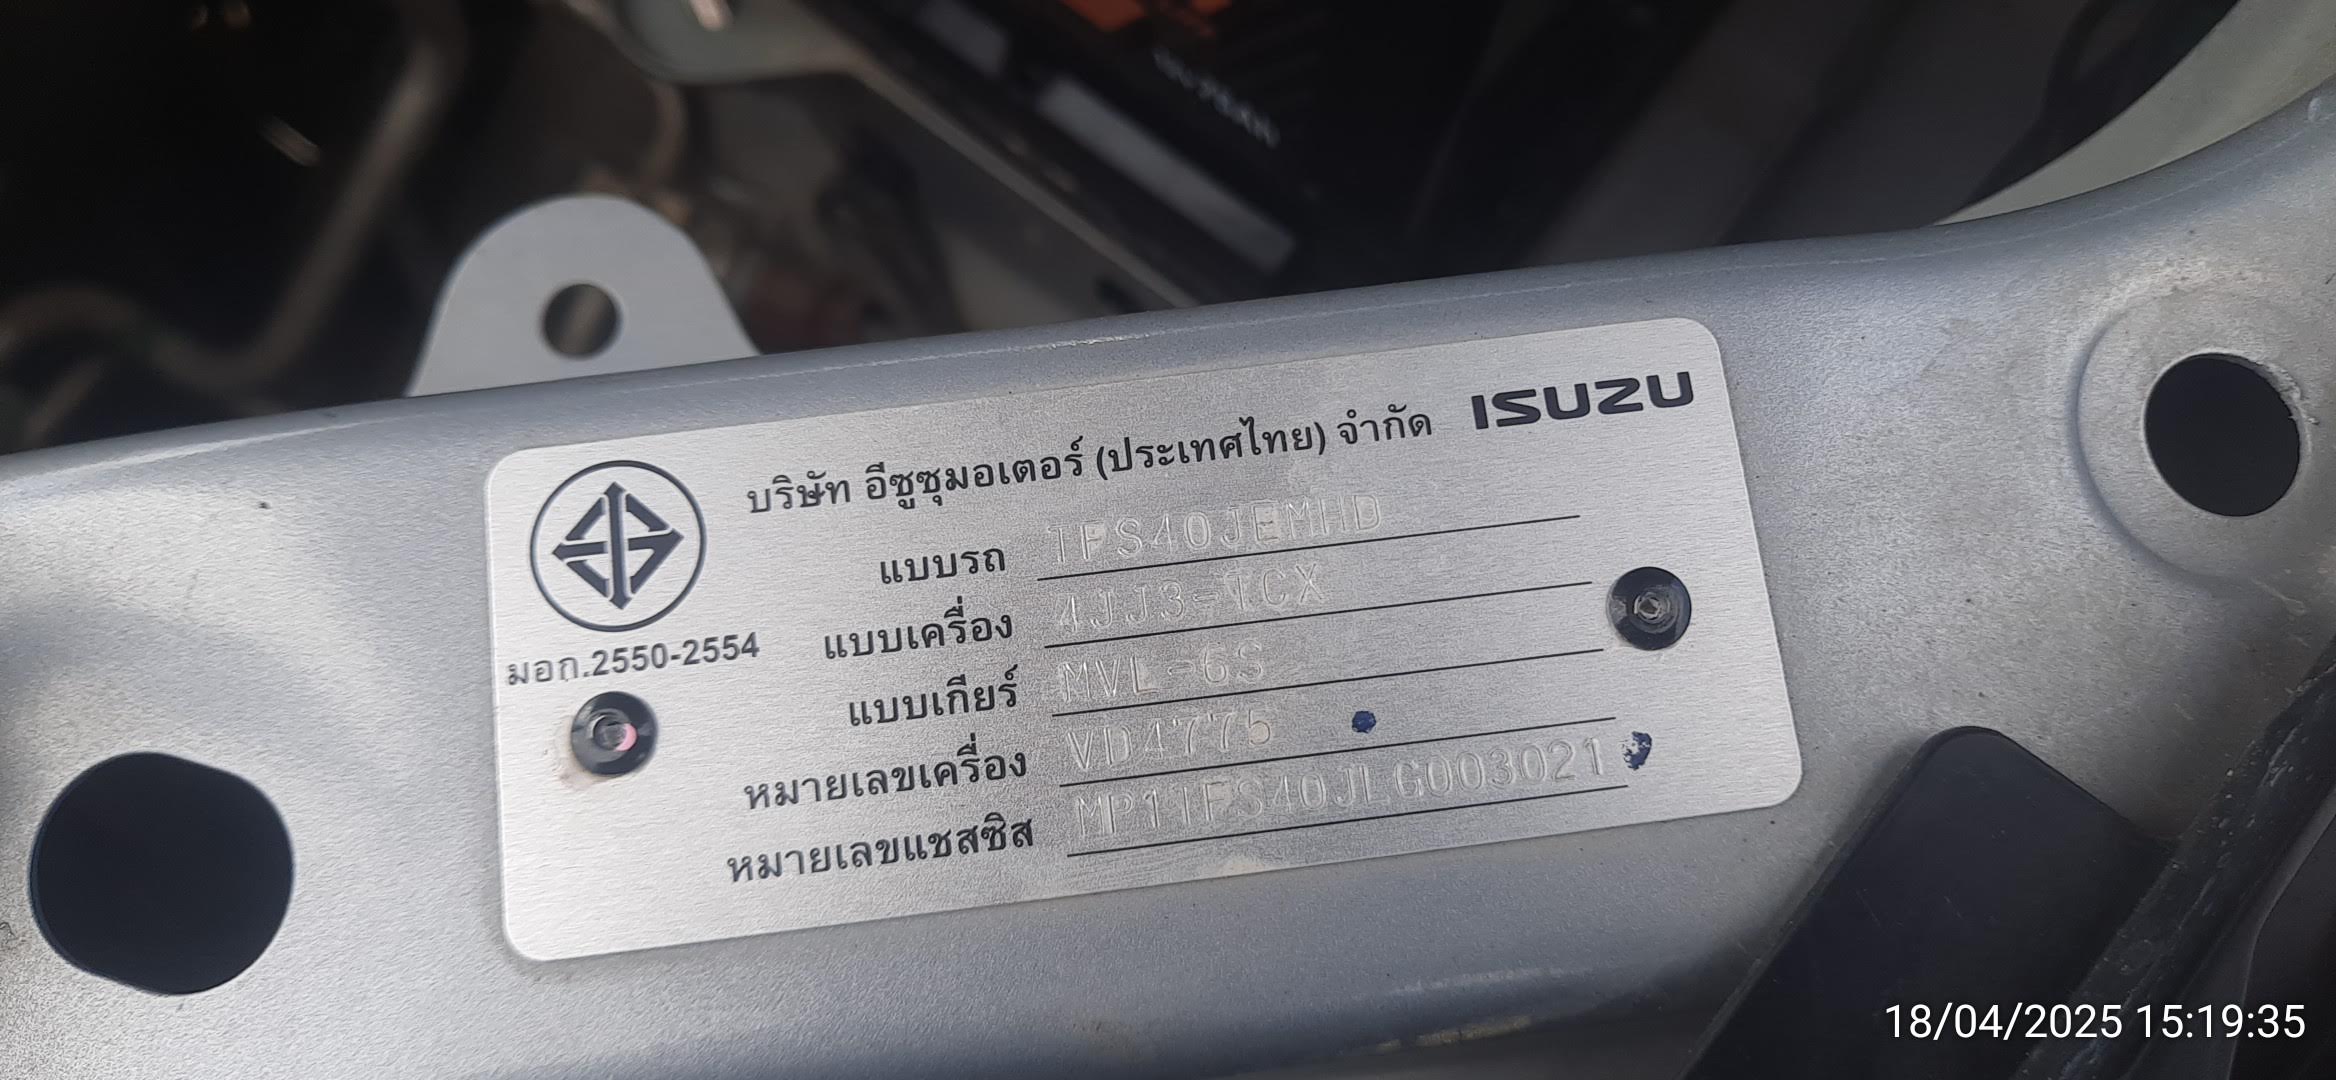 บริษัท อีซูซุมอเตอร์ (ประเทศไทย) จำกัด ISUZU
แบบรถ TFS40JEMHD
แบบเครื่อง 4JJ3-TCX
มอก.2550-2554
แบบเกียร์ MVL-6S
หมายเลขเครื่อง VD4775
หมายเลขแชสซิส MP1TFS40JLG003021
18/04/2025 15:19:35